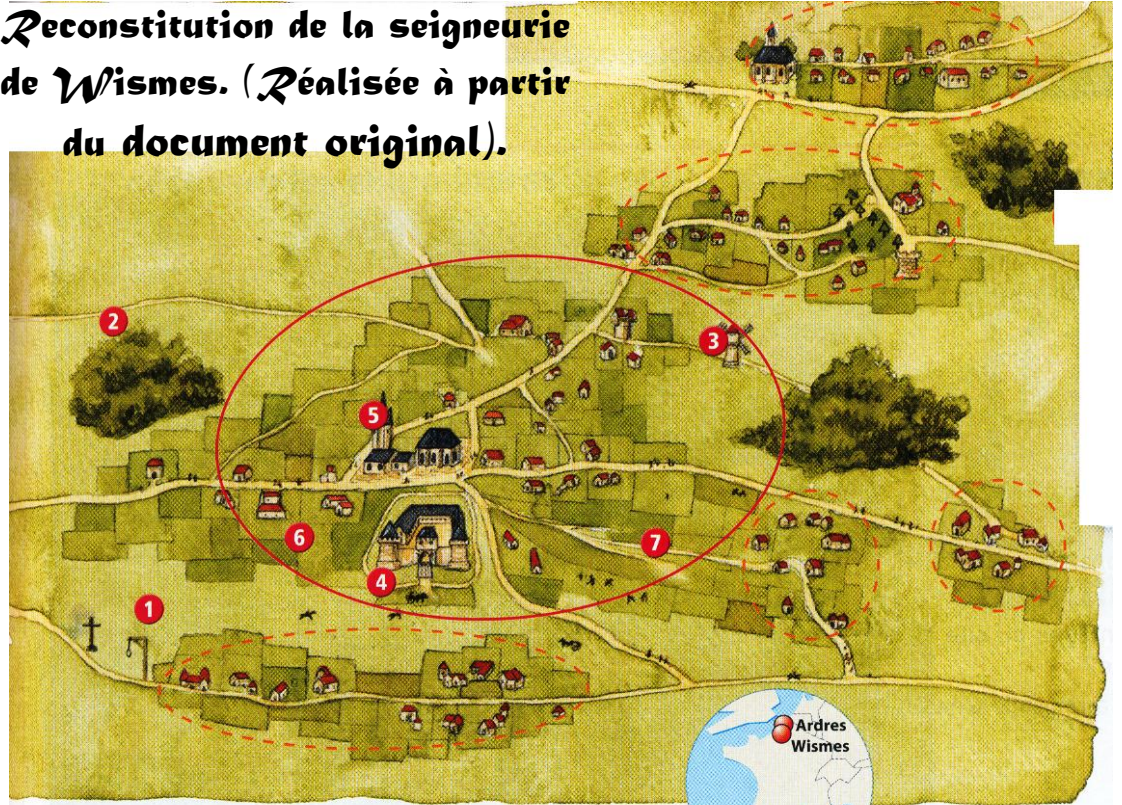 Reconstitution de la seigneurie
de Wismes. (Réalisée à partir
du document original).
2
3
5
6
7
4
1
Ardres
Wismes